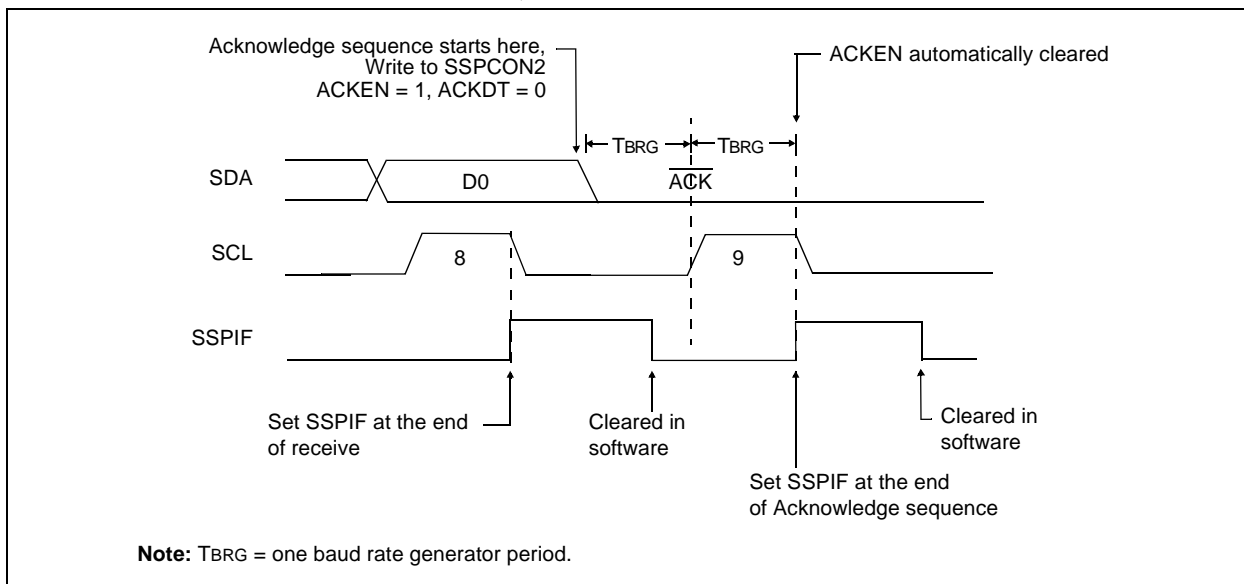 Acknowledge sequence starts here,
Write to SSPCON2
ACKEN = 1, ACKDT = 0
ACKEN automatically cleared
TBRG
TBRG
SDA
D0
ACK
SCL
8
9
SSPIF
Set SSPIF at the end
of receive
Cleared in
software
Cleared in
software
Set SSPIF at the end
of Acknowledge sequence
Note: TBRG = one baud rate generator period.